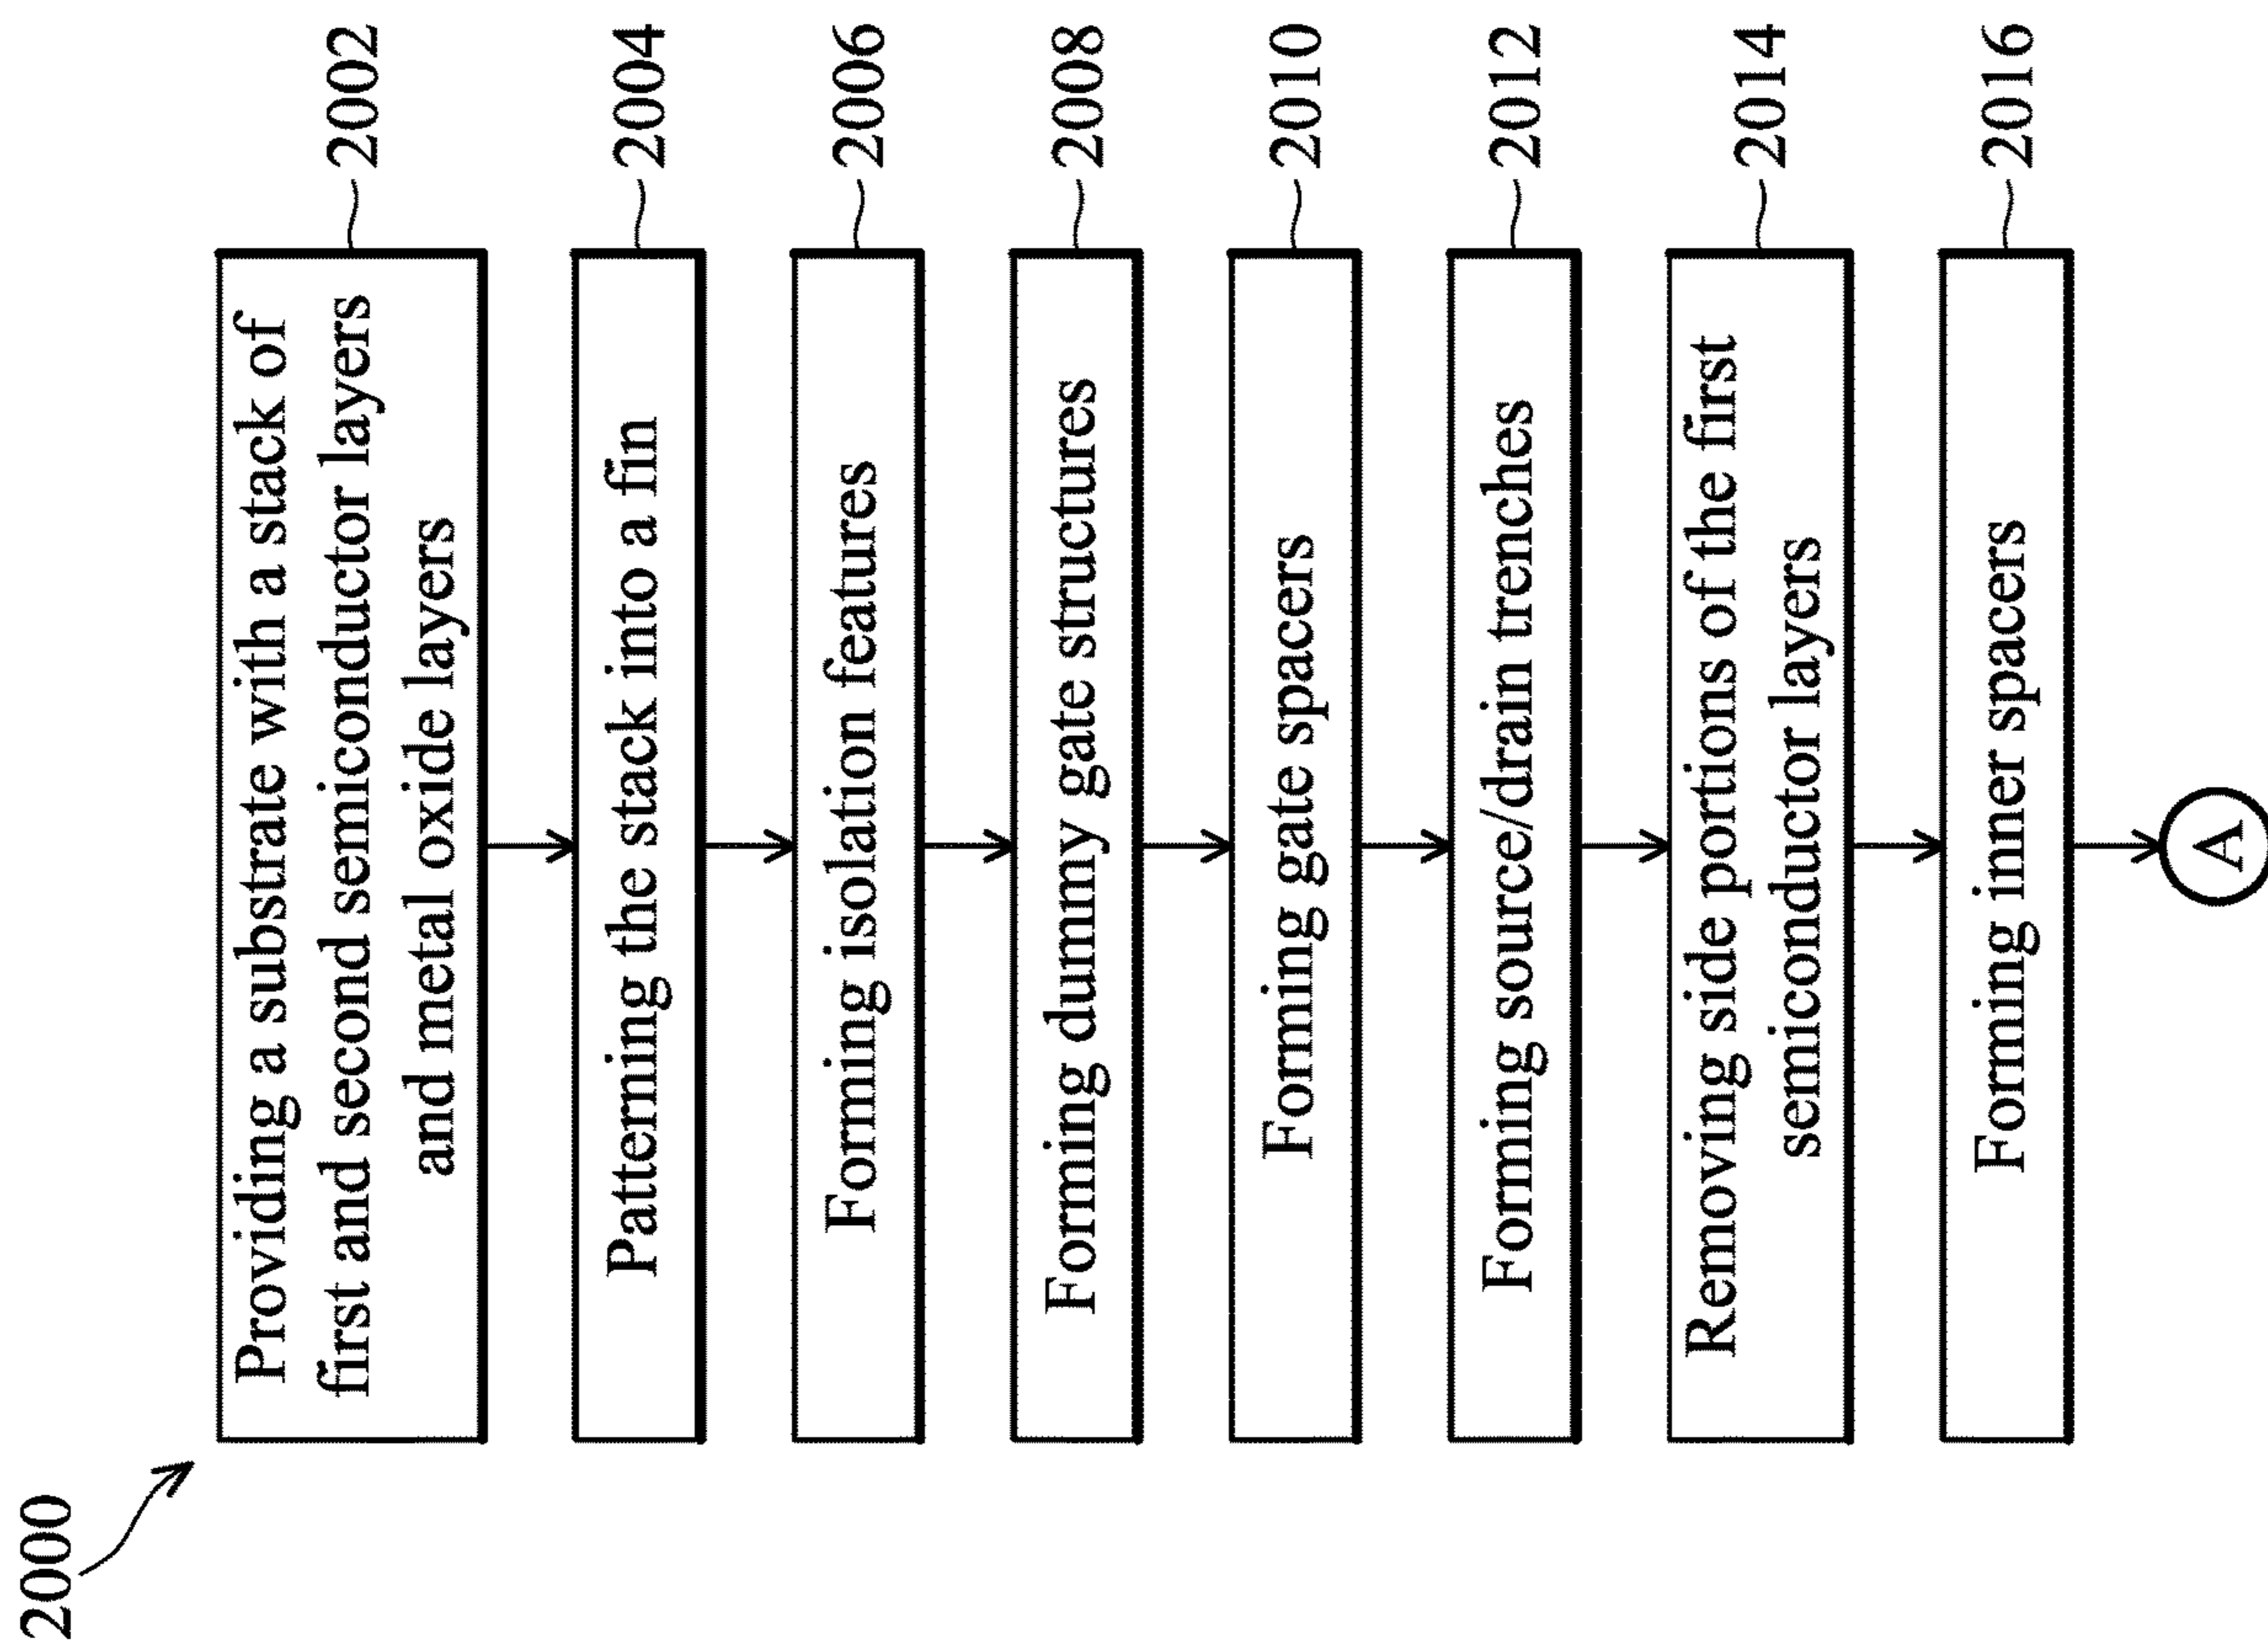 2000
Providing a substrate with a stack of
first and second semiconductor layers
and metal oxide layers
2002
Patterning the stack into a fin
2004
Forming isolation features
2006
Forming dummy gate structures
2008
Forming gate spacers
2010
Forming source/drain trenches
2012
Removing side portions of the first
semiconductor layers
2014
Forming inner spacers
2016
A